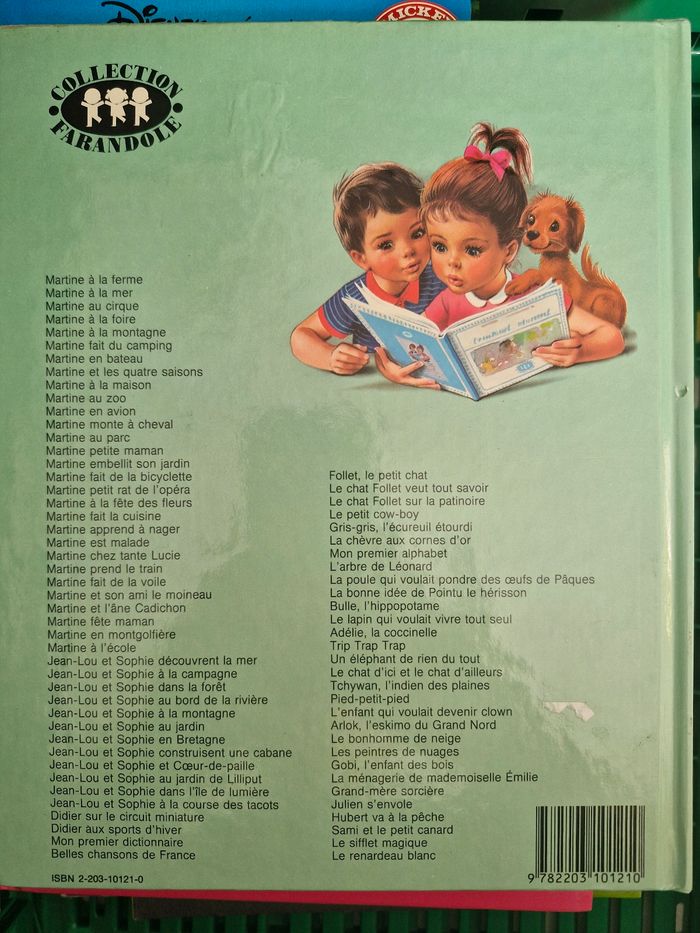 DISNEY
MICKEY
COLLECTION
FARANDOLE
Martine à la ferme
Martine à la mer
Martine au cirque
Martine à la foire
Martine à la montagne
Martine fait du camping
Martine en bateau
Martine et les quatre saisons
Martine à la maison
Martine au zoo
Martine en avion
Martine monte à cheval
Martine au parc
Martine petite maman
Martine embellit son jardin
Martine fait de la bicyclette
Martine petit rat de l'opéra
Martine à la fête des fleurs
Martine fait la cuisine
Martine apprend à nager
Martine est malade
Martine chez tante Lucie
Martine prend le train
Martine fait de la voile
Martine et son ami le moineau
Martine et l'âne Cadichon
Martine fête maman
Martine en montgolfière
Martine à l'école
Jean-Lou et Sophie découvrent la mer
Jean-Lou et Sophie à la campagne
Jean-Lou et Sophie dans la forêt
Jean-Lou et Sophie au bord de la rivière
Jean-Lou et Sophie à la montagne
Jean-Lou et Sophie au jardin
Jean-Lou et Sophie en Bretagne
Jean-Lou et Sophie construisent une cabane
Jean-Lou et Sophie et Cœur-de-paille
Jean-Lou et Sophie au jardin de Lilliput
Jean-Lou et Sophie dans l'île de lumière
Jean-Lou et Sophie à la course des tacots
Didier sur le circuit miniature
Didier aux sports d'hiver
Mon premier dictionnaire
Belles chansons de France
Follet, le petit chat
Le chat Follet veut tout savoir
Le chat Follet sur la patinoire
Le petit cow-boy
Gris-gris, l'écureuil étourdi
La chèvre aux cornes d'or
Mon premier alphabet
L'arbre de Léonard
La poule qui voulait pondre des œufs de Pâques
La bonne idée de Pointu le hérisson
Bulle, l'hippopotame
Le lapin qui voulait vivre tout seul
Adélie, la coccinelle
Trip Trap Trap
Un éléphant de rien du tout
Le chat d'ici et le chat d'ailleurs
Tchywan, l'indien des plaines
Pied-petit-pied
L'enfant qui voulait devenir clown
Arlok, l'eskimo du Grand Nord
Le bonhomme de neige
Les peintres de nuages
Gobi, l'enfant des bois
La ménagerie de mademoiselle Émilie
Grand-mère sorcière
Julien s'envole
Hubert va à la pêche
Sami et le petit canard
Le sifflet magique
Le renardeau blanc
ISBN 2-203-10121-0
9 782203 101210